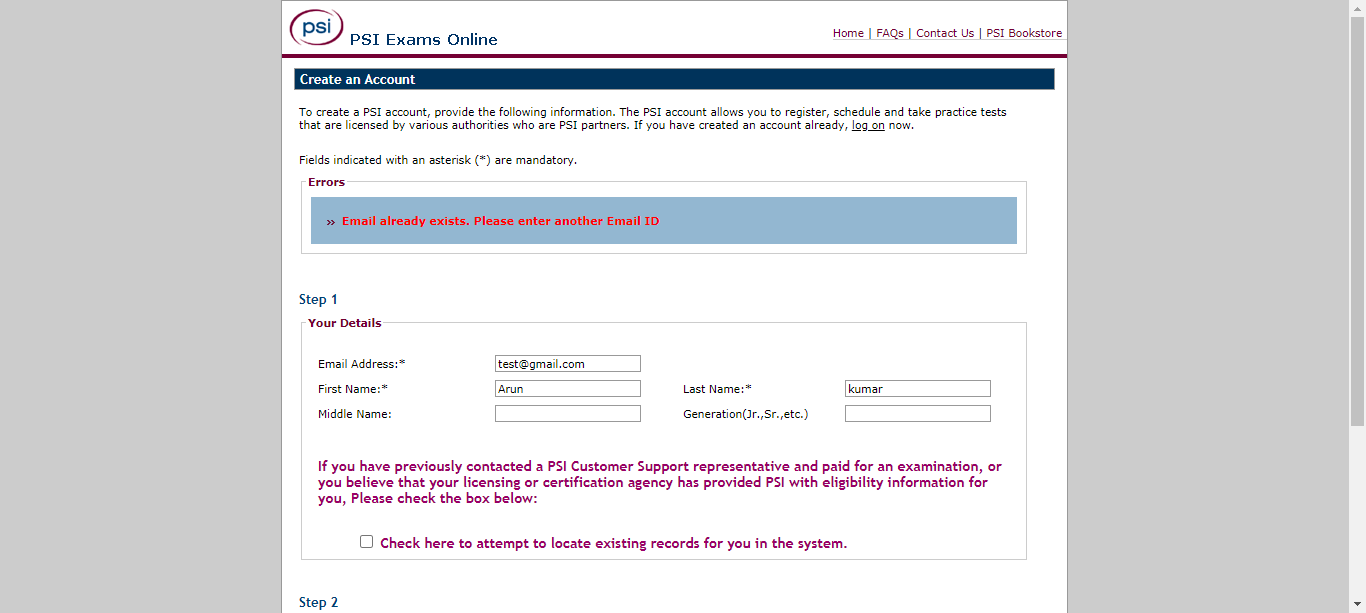 psi
PSI Exams Online
Home | FAQs | Contact Us | PSI Bookstore
Create an Account
To create a PSI account, provide the following information. The PSI account allows you to register, schedule and take practice tests
that are licensed by various authorities who are PSI partners. If you have created an account already, log on now.
Fields indicated with an asterisk (*) are mandatory.
Errors
» Email already exists. Please enter another Email ID
Step 1
Your Details
Email Address:* test@gmail.com
First Name:* Arun Last Name:* kumar
Middle Name: Generation(Jr.,Sr.,etc.)
If you have previously contacted a PSI Customer Support representative and paid for an examination, or
you believe that your licensing or certification agency has provided PSI with eligibility information for
you, Please check the box below:
Check here to attempt to locate existing records for you in the system.
Step 2